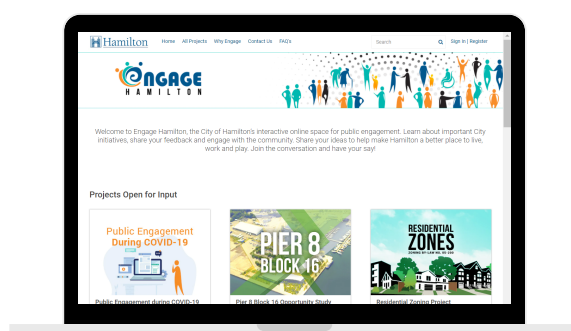 Hamilton
Home All Projects Why Engage Contact Us FAQ's Search Sign in | Register
ENGAGE
HAMILTON
Welcome to Engage Hamilton, the City of Hamilton's interactive online space for public engagement. Learn about important City
initiatives, share your feedback and engage with the community. Share your ideas to help make Hamilton a better place to live,
work and play. Join the conversation and have your say!
Projects Open for Input
Public Engagement
During COVID-19
Public Engagement during COVID-19
PIER 8
BLOCK 16
Pier 8 Block 16 Opportunity Study
RESIDENTIAL
ZONES
Residential Zoning Project